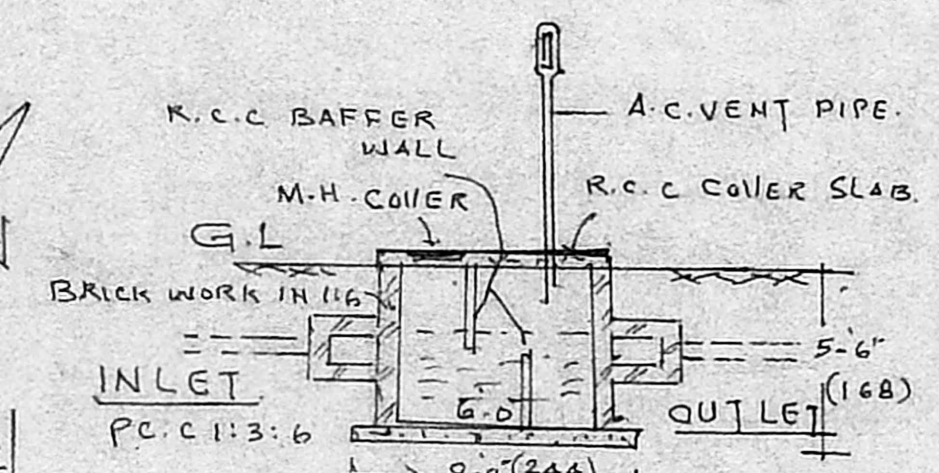 R.C.C BAFFER
WALL
A.C.VENT PIPE.
M.H.COVER
R.C.C COVER SLAB.
G.L
BRICK WORK IN 1:6
5-6"
(168)
INLET
P.C.C 1:3:6
6.0
OUTLET
(244)